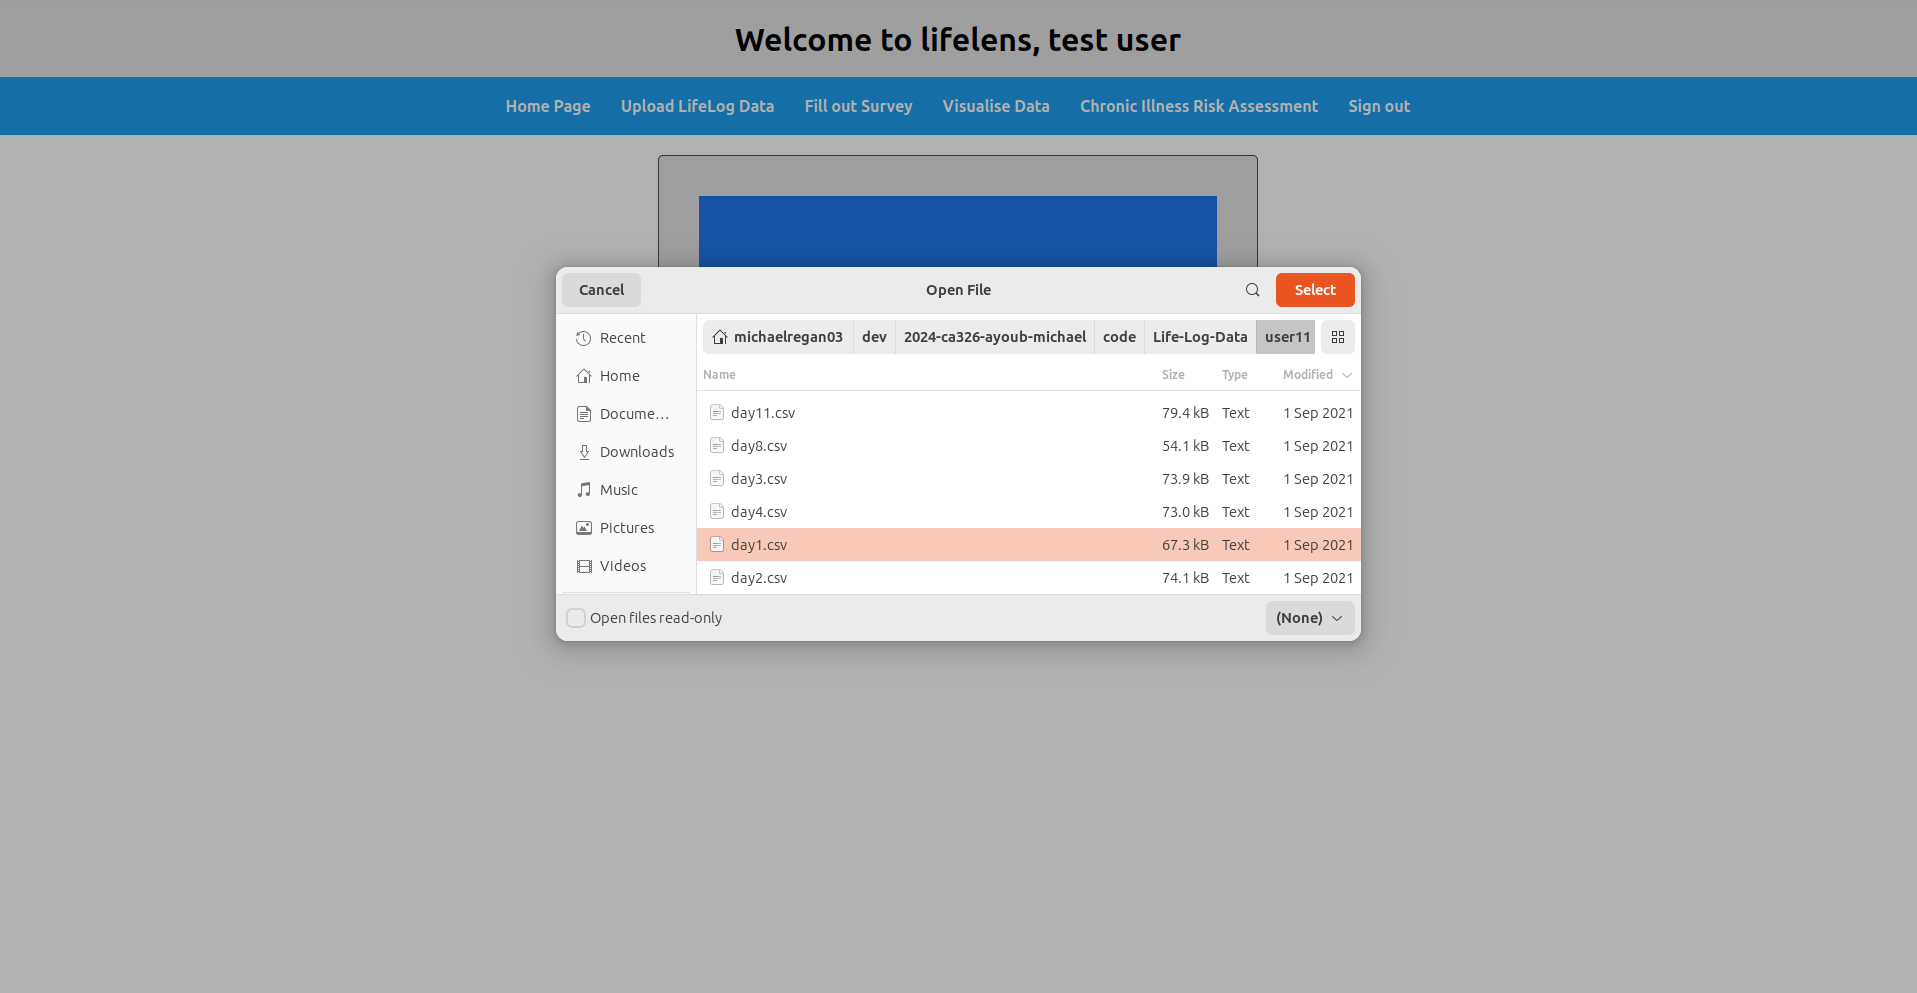 Welcome to lifelens, test user
Home Page Upload LifeLog Data Fill out Survey Visualise Data Chronic Illness Risk Assessment Sign out
Cancel Open File Select
Recent
Home
Docume…
Downloads
Music
Pictures
Videos
michaelregan03 dev 2024-ca326-ayoub-michael code Life-Log-Data user11
Name Size Type Modified
day11.csv 79.4 kB Text 1 Sep 2021
day8.csv 54.1 kB Text 1 Sep 2021
day3.csv 73.9 kB Text 1 Sep 2021
day4.csv 73.0 kB Text 1 Sep 2021
day1.csv 67.3 kB Text 1 Sep 2021
day2.csv 74.1 kB Text 1 Sep 2021
Open files read-only (None)